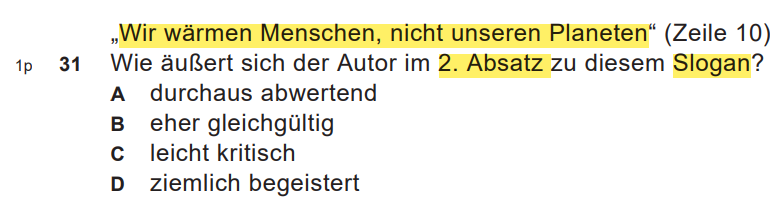 „Wir wärmen Menschen, nicht unseren Planeten“ (Zeile 10)
1p 31 Wie äußert sich der Autor im 2. Absatz zu diesem Slogan?
A durchaus abwertend
B eher gleichgültig
C leicht kritisch
D ziemlich begeistert